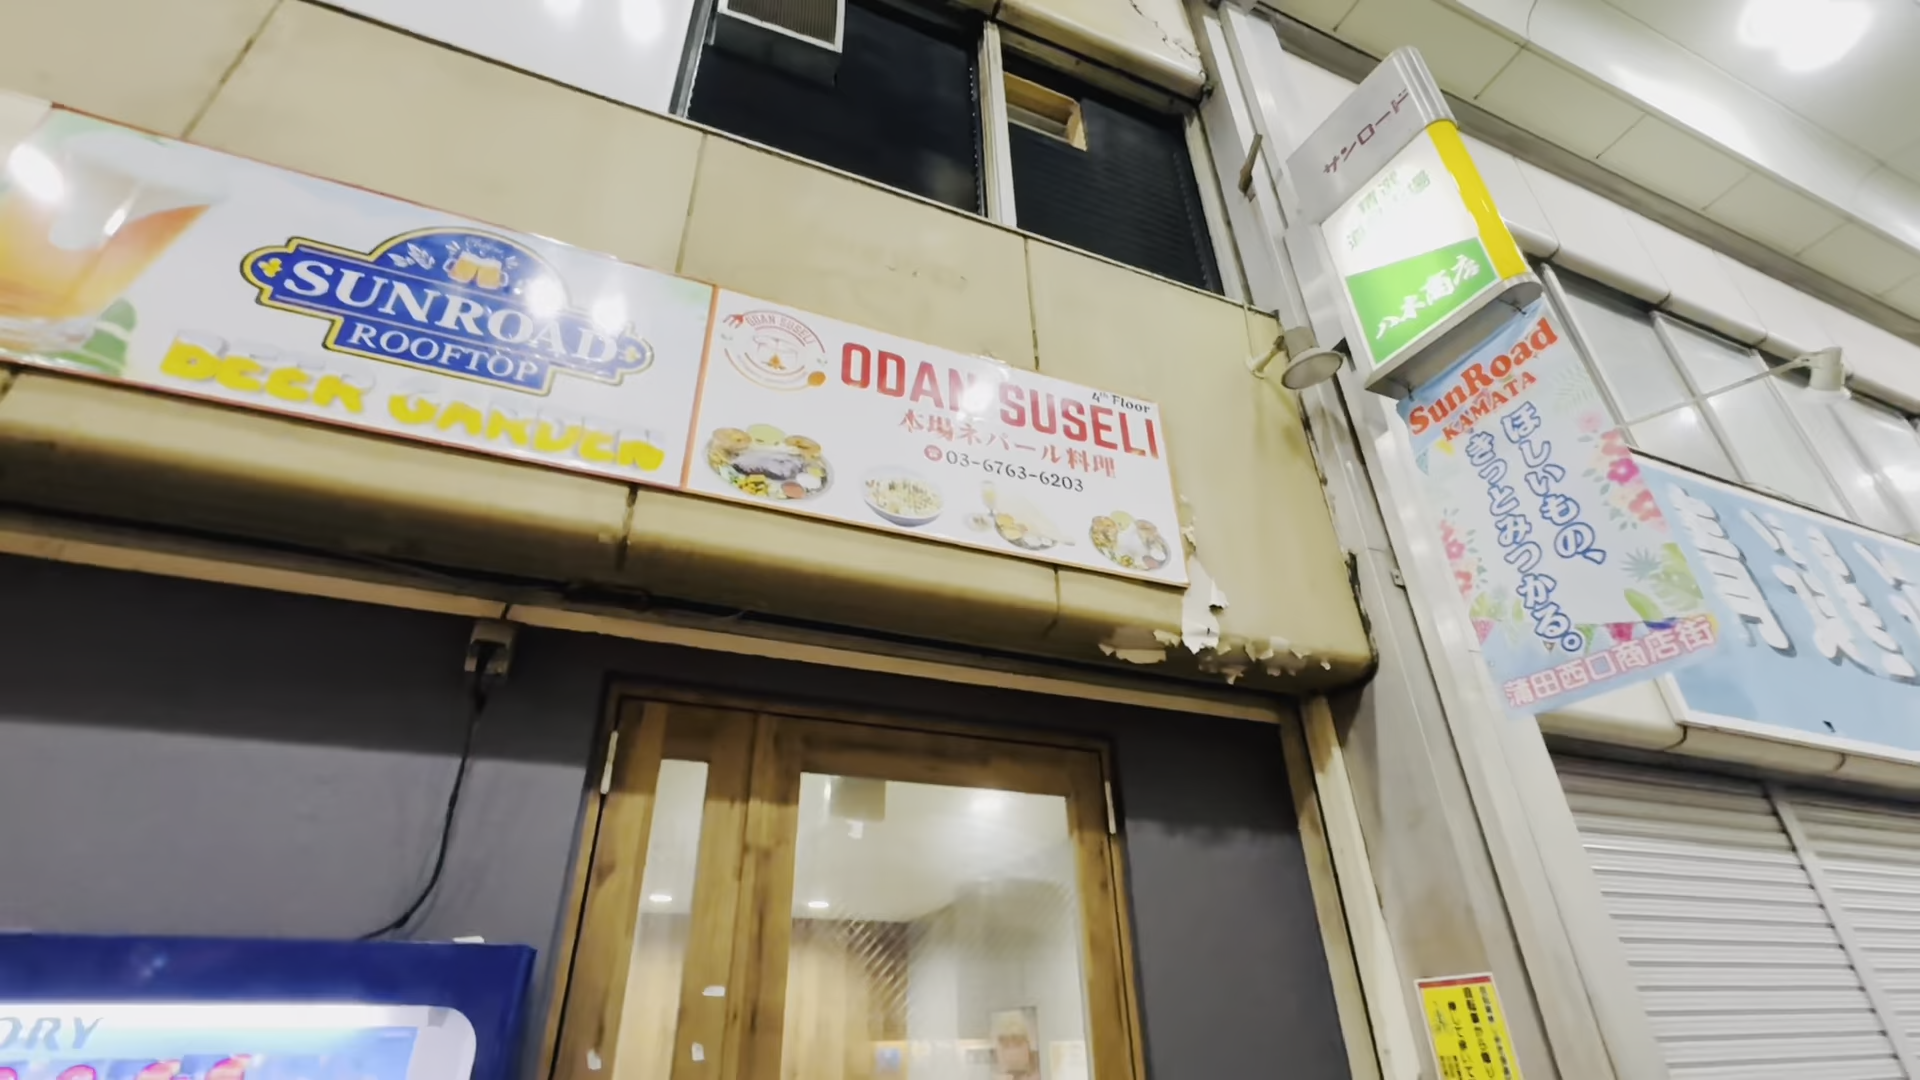 SUNROAD
ROOFTOP
BEER GARDEN
ODAN SUSELI
ODAN SUSELI
4th Floor
本場ネパール料理
03-6763-6203
サンロード
八木商店
SunRoad
KAMATA
ほしいもの、
きっとみつかる。
蒲田西口商店街
ORY